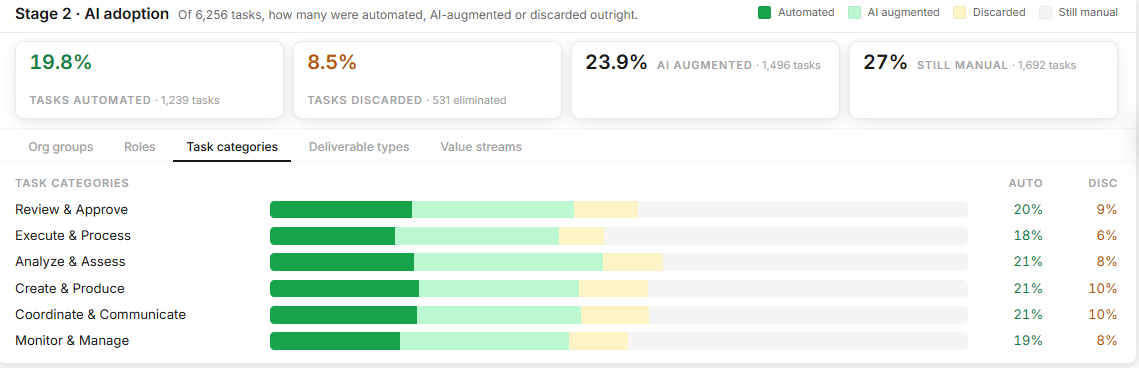 Stage 2 · AI adoption Of 6,256 tasks, how many were automated, AI-augmented or discarded outright. Automated AI augmented Discarded Still manual
19.8% 8.5% 23.9% AI AUGMENTED · 1,496 tasks 27% STILL MANUAL · 1,692 tasks
TASKS AUTOMATED · 1,239 tasks TASKS DISCARDED · 531 eliminated
Org groups Roles Task categories Deliverable types Value streams
TASK CATEGORIES AUTO DISC
Review & Approve 20% 9%
Execute & Process 18% 6%
Analyze & Assess 21% 8%
Create & Produce 21% 10%
Coordinate & Communicate 21% 10%
Monitor & Manage 19% 8%